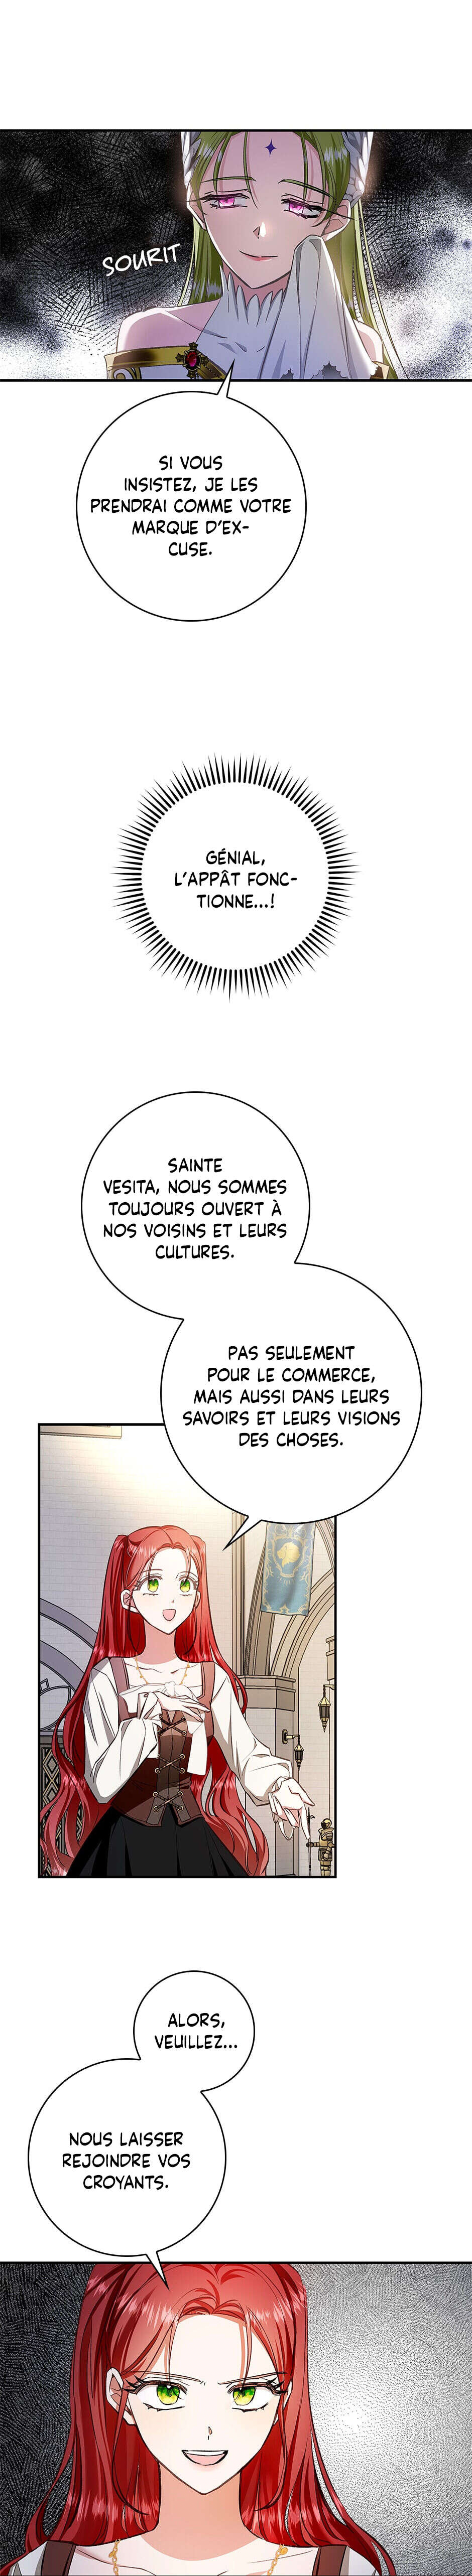 SOURIT
SI VOUS
INSISTEZ, JE LES
PRENDRAI COMME VOTRE
MARQUE D'EX-
CUSE.
GÉNIAL,
L'APPÂT FONC-
TIONNE...!
SAINTE
VESITA, NOUS SOMMES
TOUJOURS OUVERT À
NOS VOISINS ET LEURS
CULTURES.
PAS SEULEMENT
POUR LE COMMERCE,
MAIS AUSSI DANS LEURS
SAVOIRS ET LEURS VISIONS
DES CHOSES.
ALORS,
VEUILLEZ...
NOUS LAISSER
REJOINDRE VOS
CROYANTS.